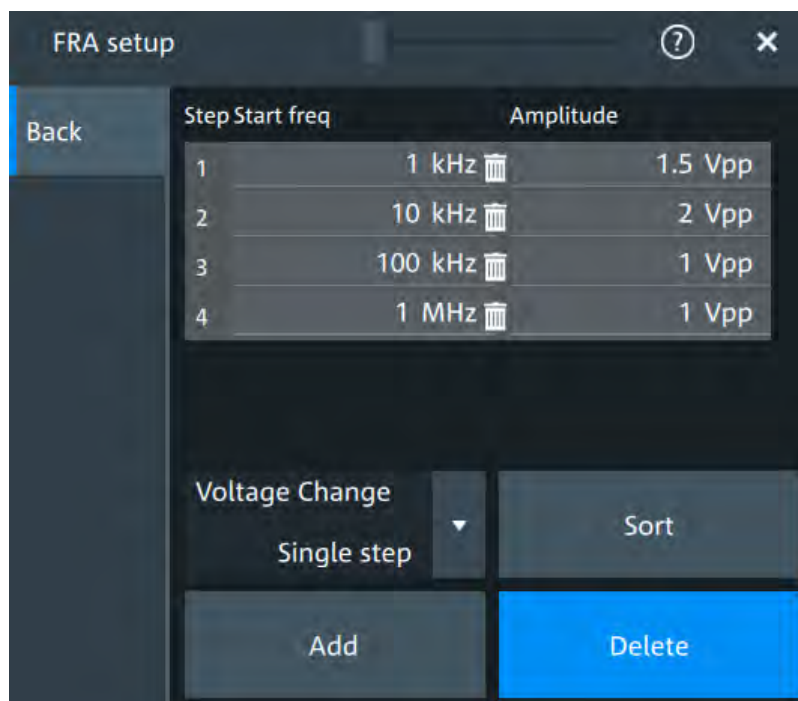 FRA setup
Back
Step Start freq Amplitude
1 1 kHz 1.5 Vpp
2 10 kHz 2 Vpp
3 100 kHz 1 Vpp
4 1 MHz 1 Vpp
Voltage Change
Single step
Sort
Add
Delete